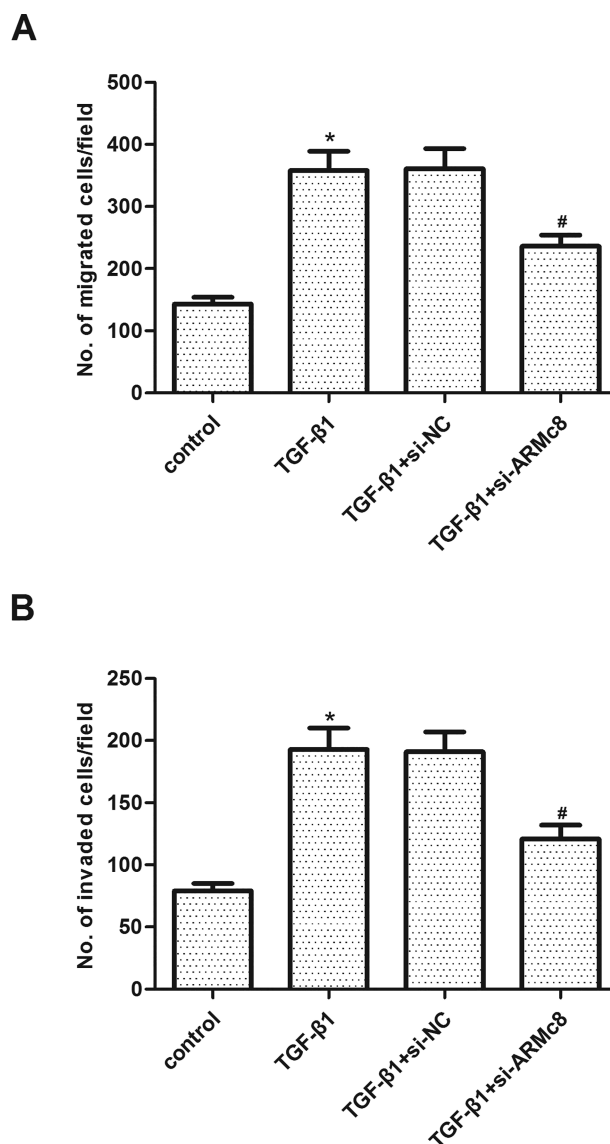 A
No. of migrated cells/field
500
400
300
200
100
0
*
#
control
TGF-β1
TGF-β1+si-NC
TGF-β1+si-ARMc8
B
No. of invaded cells/field
250
200
150
100
50
0
*
#
control
TGF-β1
TGF-β1+si-NC
TGF-β1+si-ARMc8